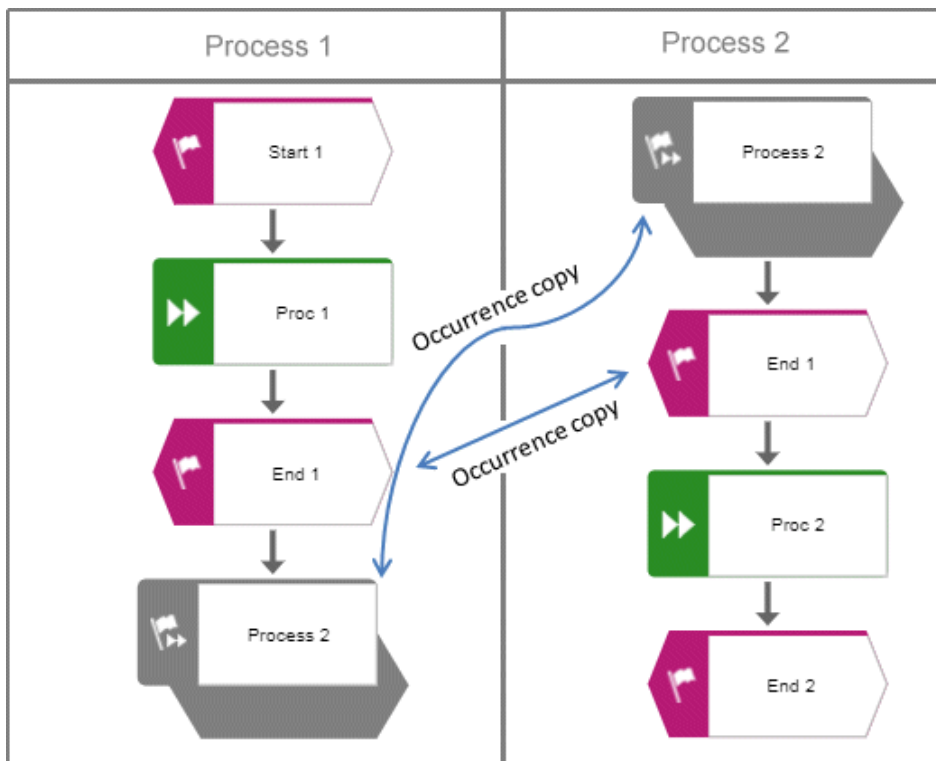 Process 1
Process 2
Start 1
Proc 1
End 1
Process 2
Occurrence copy
Occurrence copy
Process 2
End 1
Proc 2
End 2